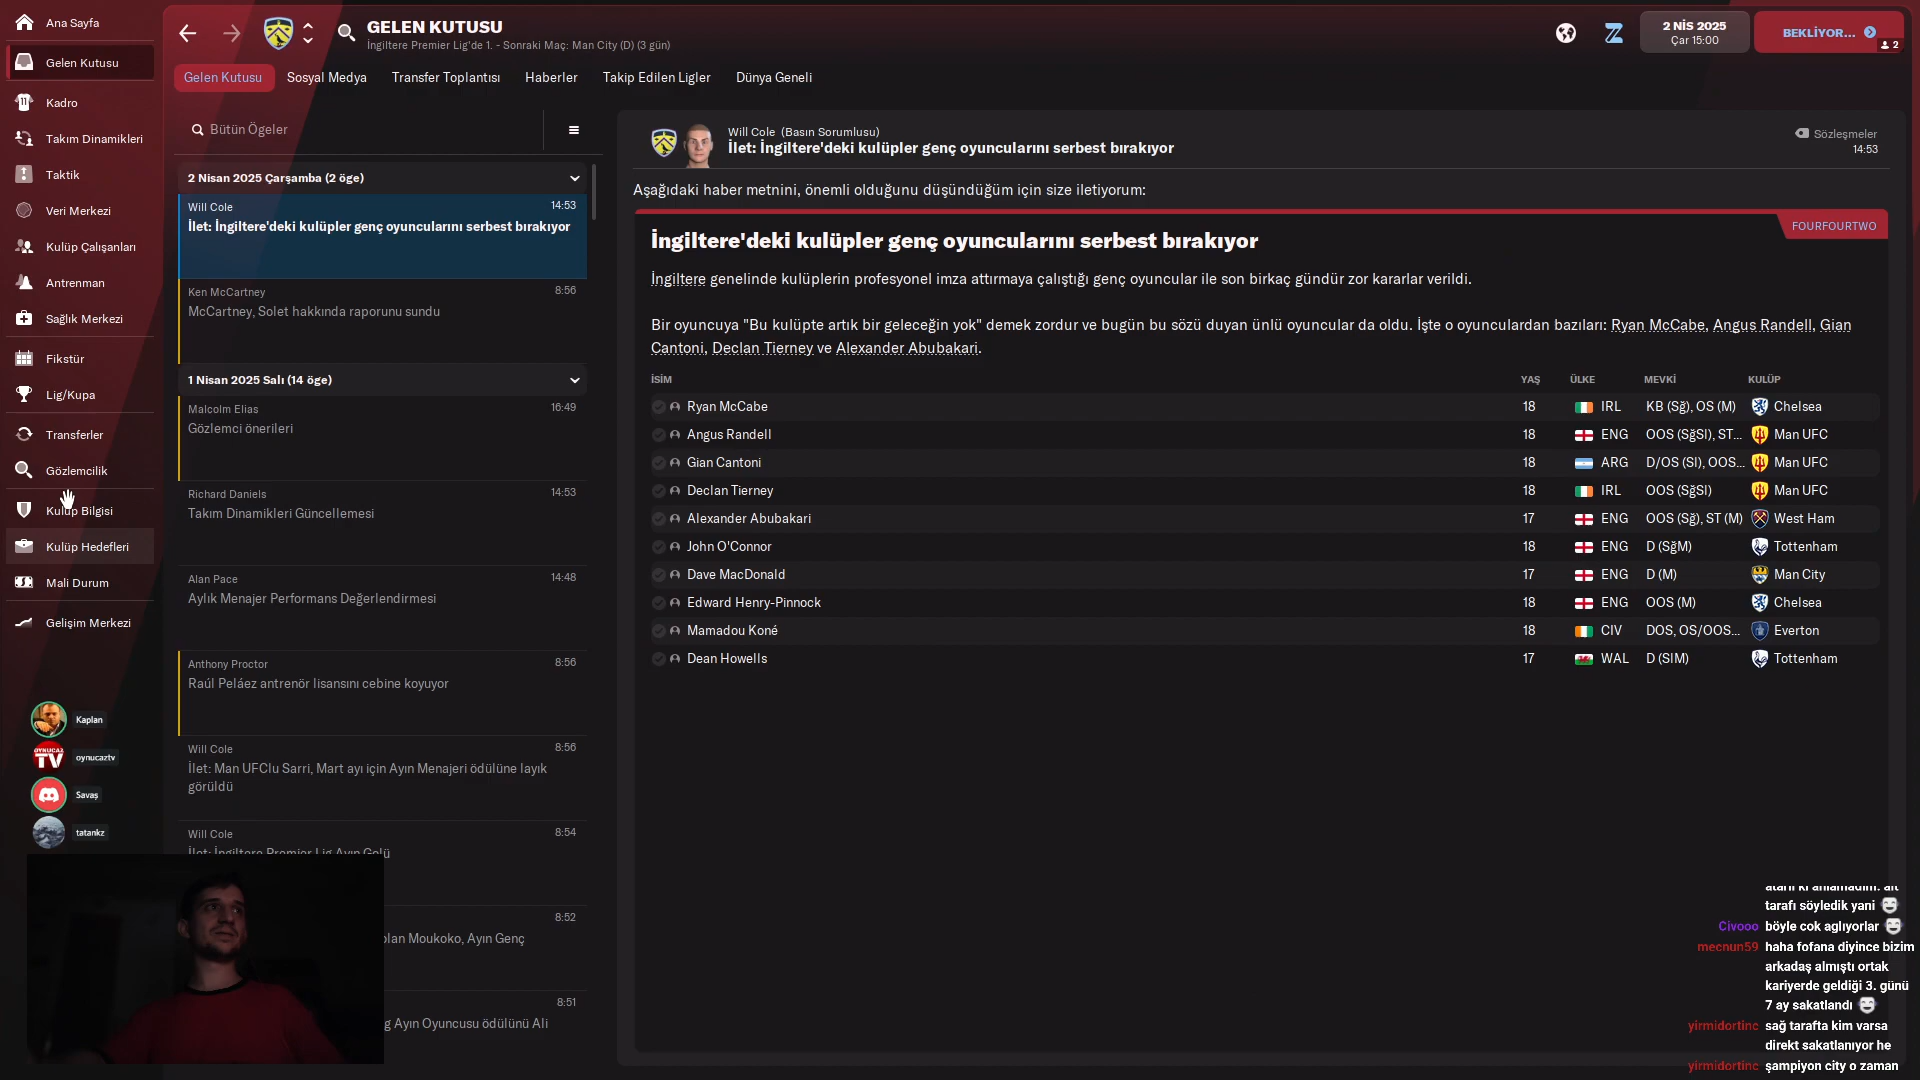 Ana Sayfa
Gelen Kutusu
Kadro
Takım Dinamikleri
Taktik
Veri Merkezi
Kulüp Çalışanları
Antrenman
Sağlık Merkezi
Fikstür
Lig/Kupa
Transferler
Gözlemcilik
Kulüp Bilgisi
Kulüp Hedefleri
Mali Durum
Gelişim Merkezi
Kaplan
OYNUCAZ TV
oynucaztv
Savaş
tatankz
GELEN KUTUSU
İngiltere Premier Lig'de 1. - Sonraki Maç: Man City (D) (3 gün)
2 NİS 2025
Çar 15:00
BEKLİYOR...
2
Gelen Kutusu Sosyal Medya Transfer Toplantısı Haberler Takip Edilen Ligler Dünya Geneli
Bütün Ögeler
2 Nisan 2025 Çarşamba (2 öge)
Will Cole 14:53
İlet: İngiltere'deki kulüpler genç oyuncularını serbest bırakıyor
Ken McCartney 8:56
McCartney, Solet hakkında raporunu sundu
1 Nisan 2025 Salı (14 öge)
Malcolm Elias 16:49
Gözlemci önerileri
Richard Daniels 14:53
Takım Dinamikleri Güncellemesi
Alan Pace 14:48
Aylık Menajer Performans Değerlendirmesi
Anthony Proctor 8:56
Raúl Peláez antrenör lisansını cebine koyuyor
Will Cole 8:56
İlet: Man UFClu Sarri, Mart ayı için Ayın Menajeri ödülüne layık
görüldü
Will Cole 8:54
İlet: İngiltere Premier Lig Ayın Golü
8:52
plan Moukoko, Ayın Genç
8:51
g Ayın Oyuncusu ödülünü Ali
Will Cole (Basın Sorumlusu)
İlet: İngiltere'deki kulüpler genç oyuncularını serbest bırakıyor
Sözleşmeler
14:53
Aşağıdaki haber metnini, önemli olduğunu düşündüğüm için size iletiyorum:
FOURFOURTWO
İngiltere'deki kulüpler genç oyuncularını serbest bırakıyor
İngiltere genelinde kulüplerin profesyonel imza attırmaya çalıştığı genç oyuncular ile son birkaç gündür zor kararlar verildi.
Bir oyuncuya "Bu kulüpte artık bir geleceğin yok" demek zordur ve bugün bu sözü duyan ünlü oyuncular da oldu. İşte o oyunculardan bazıları: Ryan McCabe, Angus Randell, Gian
Cantoni, Declan Tierney ve Alexander Abubakari.
İSİM YAŞ ÜLKE MEVKİ KULÜP
Ryan McCabe 18 IRL KB (Sğ), OS (M) Chelsea
Angus Randell 18 ENG OOS (SğSl), ST... Man UFC
Gian Cantoni 18 ARG D/OS (Sl), OOS... Man UFC
Declan Tierney 18 IRL OOS (SğSl) Man UFC
Alexander Abubakari 17 ENG OOS (Sğ), ST (M) West Ham
John O'Connor 18 ENG D (SğM) Tottenham
Dave MacDonald 17 ENG D (M) Man City
Edward Henry-Pinnock 18 ENG OOS (M) Chelsea
Mamadou Koné 18 CIV DOS, OS/OOS... Everton
Dean Howells 17 WAL D (SlM) Tottenham
atarii ki anlamadım. alt
tarafı söyledik yani
Civooo böyle cok aglıyorlar
mecnun59 haha fofana diyince bizim
arkadaş almıştı ortak
kariyerde geldiği 3. günü
7 ay sakatlandı
yirmidortinc sağ tarafta kim varsa
direkt sakatlanıyor he
yirmidortinc şampiyon city o zaman